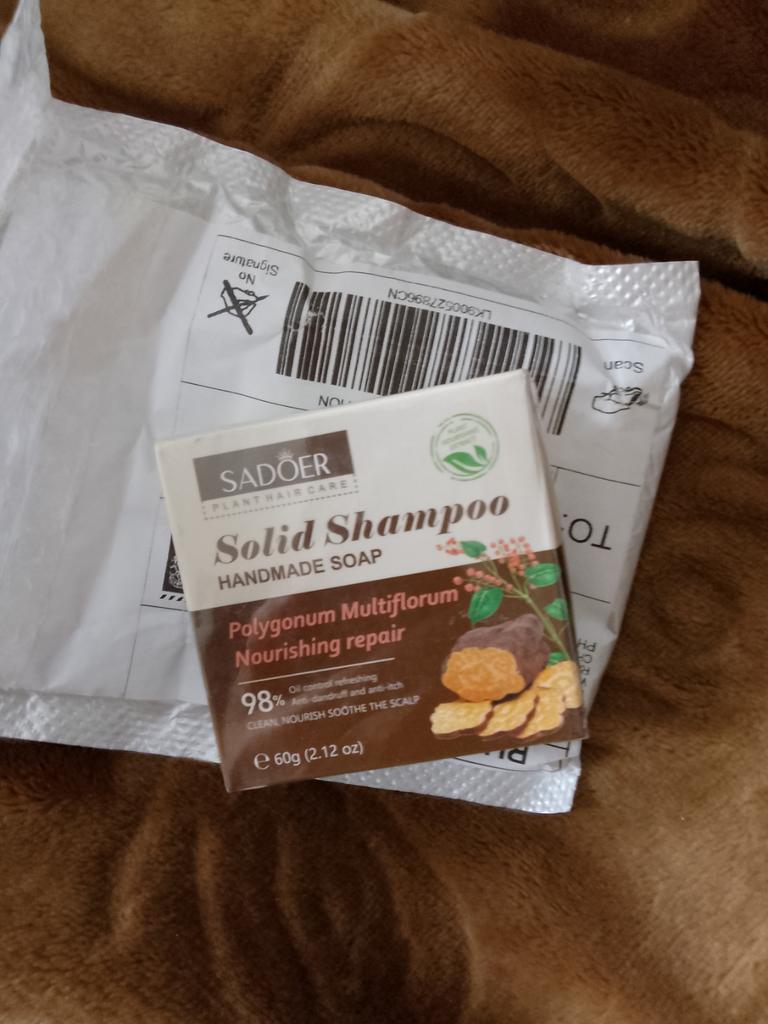 No
Signature
LK900527896CN
Scan
TO:
SADOER
PLANT HAIR CARE
Solid Shampoo
HANDMADE SOAP
Polygonum Multiflorum
Nourishing repair
98%
Oil control refreshing
Anti-dandruff and anti-itch
CLEAN, NOURISH SOOTHE THE SCALP
e 60g (2.12 oz)